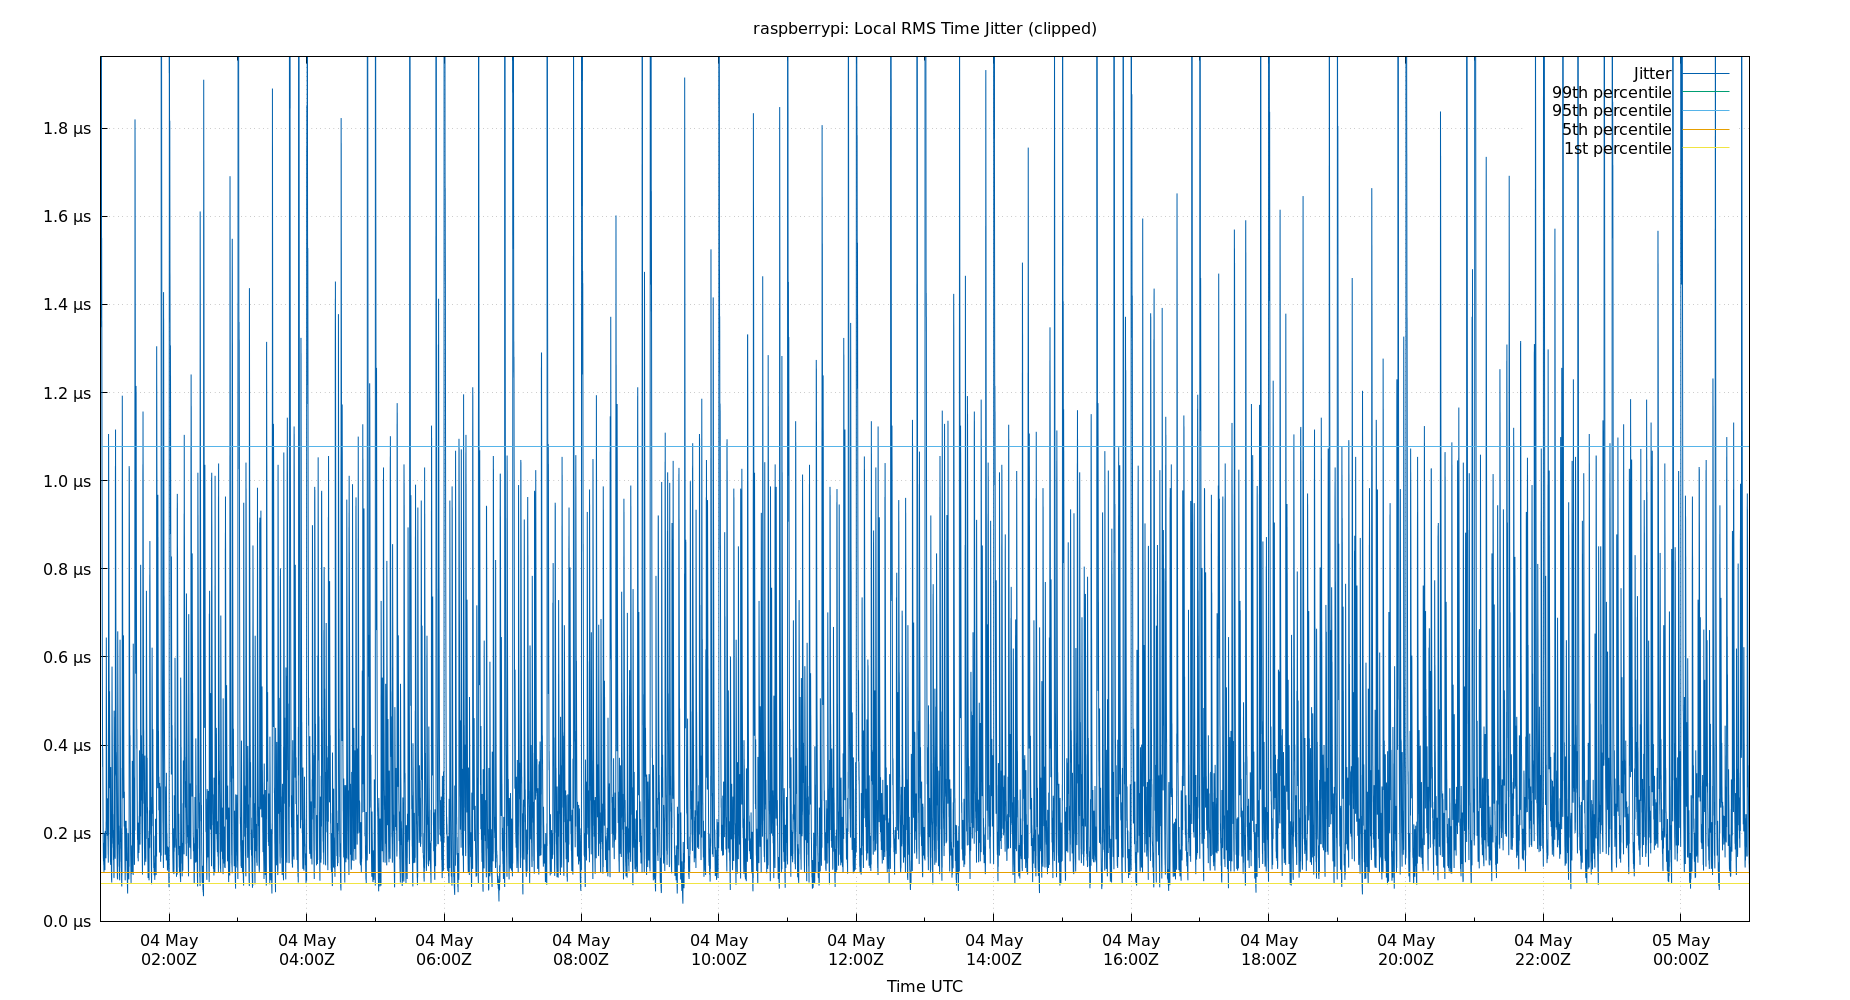 raspberrypi: Local RMS Time Jitter (clipped)
Jitter
99th percentile
95th percentile
5th percentile
1st percentile
1.8 µs
1.6 µs
1.4 µs
1.2 µs
1.0 µs
0.8 µs
0.6 µs
0.4 µs
0.2 µs
0.0 µs
04 May 04 May 04 May 04 May 04 May 04 May 04 May 04 May 04 May 04 May 04 May 05 May
02:00Z 04:00Z 06:00Z 08:00Z 10:00Z 12:00Z 14:00Z 16:00Z 18:00Z 20:00Z 22:00Z 00:00Z
Time UTC